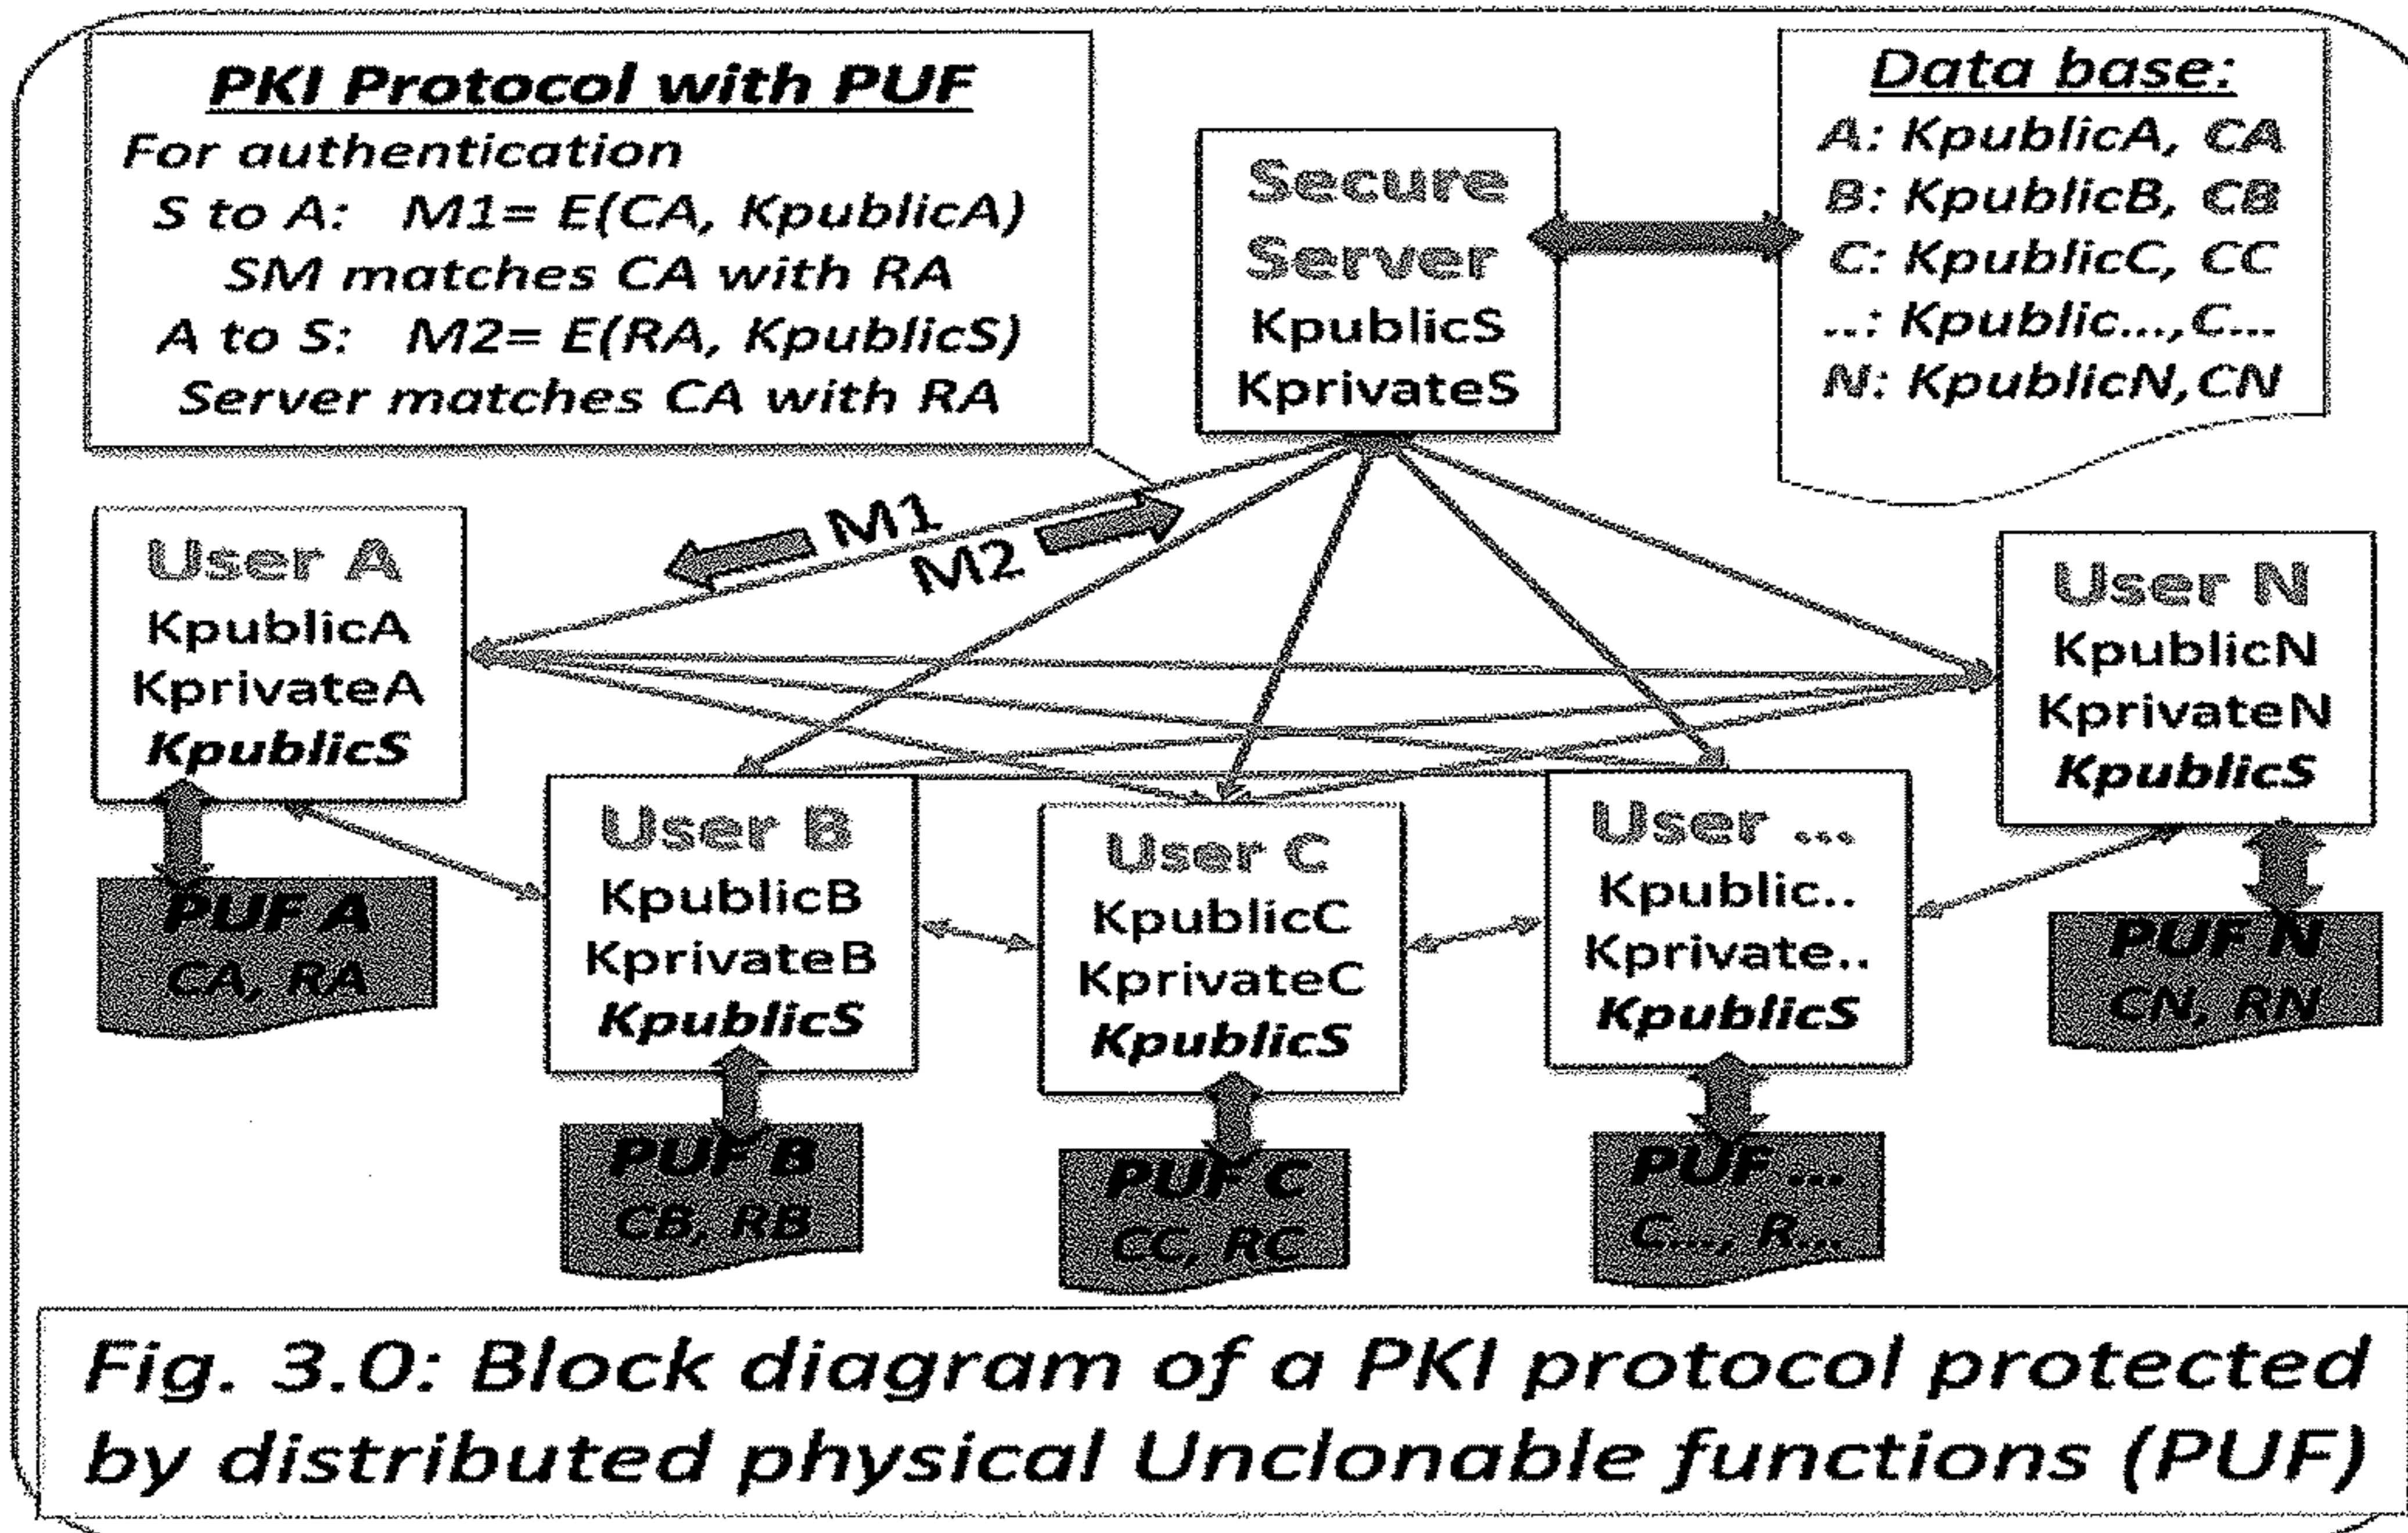 PKI Protocol with PUF
For authentication
S to A: M1= E(CA, KpublicA)
SM matches CA with RA
A to S: M2= E(RA, KpublicS)
Server matches CA with RA
Secure
Server
KpublicS
KprivateS
Data base:
A: KpublicA, CA
B: KpublicB, CB
C: KpublicC, CC
..: Kpublic...,C...
N: KpublicN,CN
M1
M2
User A
KpublicA
KprivateA
KpublicS
User B
KpublicB
KprivateB
KpublicS
User C
KpublicC
KprivateC
KpublicS
User ...
Kpublic..
Kprivate..
KpublicS
User N
KpublicN
KprivateN
KpublicS
PUF A
CA, RA
PUF B
CB, RB
PUF C
CC, RC
PUF ...
C..., R...
PUF N
CN, RN
Fig. 3.0: Block diagram of a PKI protocol protected
by distributed physical Unclonable functions (PUF)